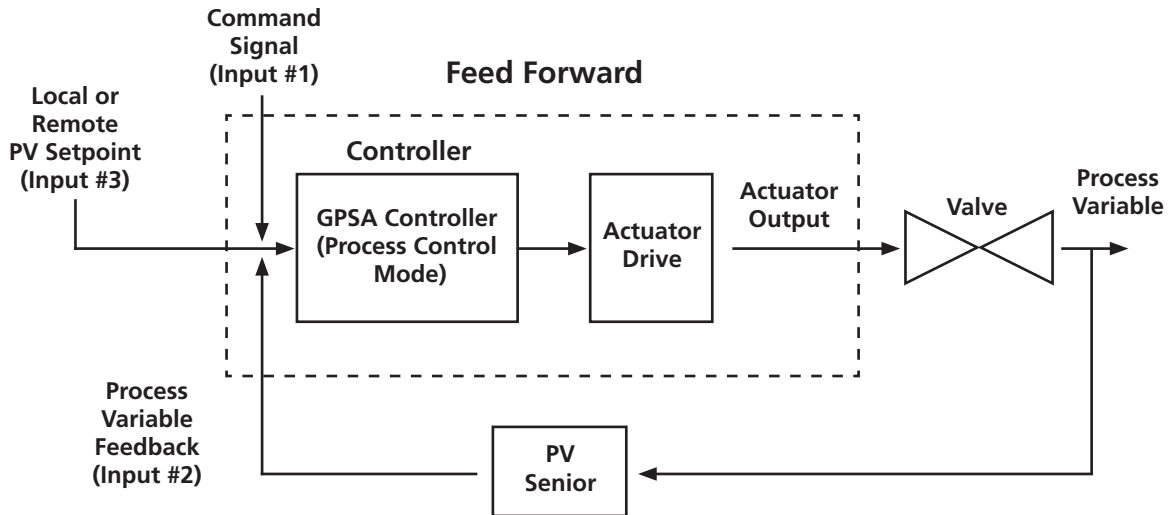 Command
Signal
(Input #1)
Feed Forward
Local or
Remote
PV Setpoint
(Input #3)
Controller
GPSA Controller
(Process Control
Mode)
Actuator
Drive
Actuator
Output
Valve
Process
Variable
Process
Variable
Feedback
(Input #2)
PV
Senior